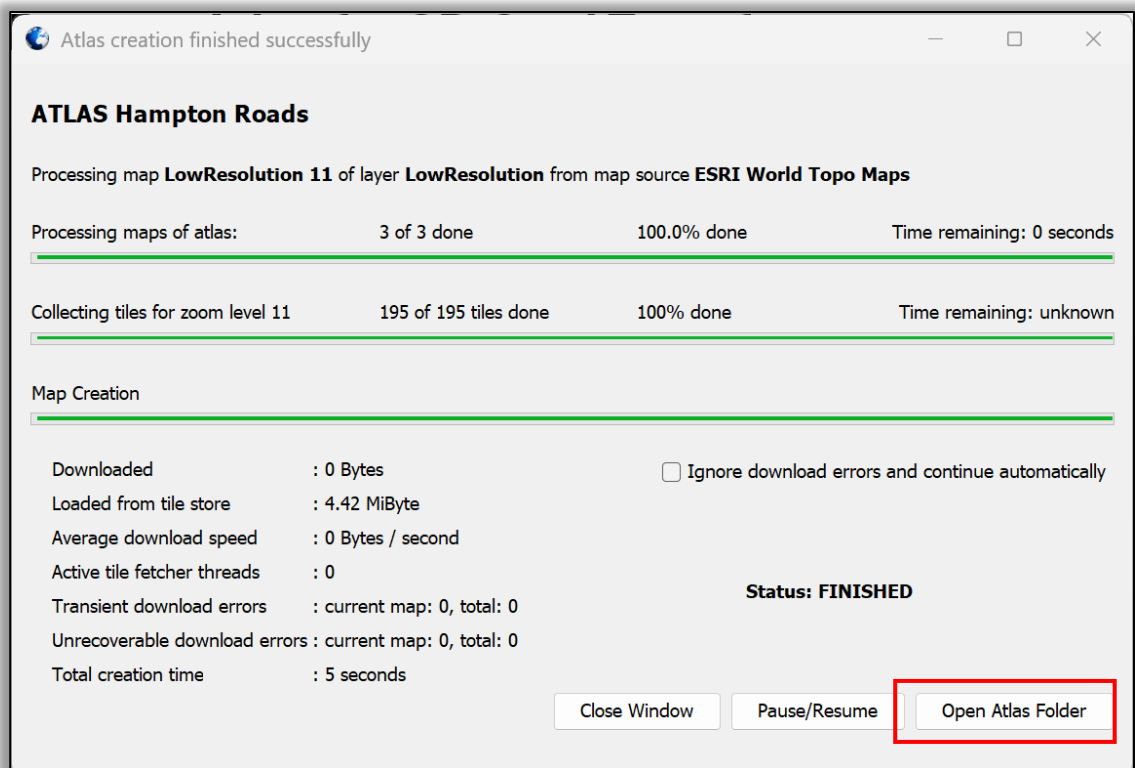 Atlas creation finished successfully
ATLAS Hampton Roads
Processing map LowResolution 11 of layer LowResolution from map source ESRI World Topo Maps
Processing maps of atlas: 3 of 3 done 100.0% done Time remaining: 0 seconds
Collecting tiles for zoom level 11 195 of 195 tiles done 100% done Time remaining: unknown
Map Creation
Downloaded : 0 Bytes
Ignore download errors and continue automatically
Loaded from tile store : 4.42 MiByte
Average download speed : 0 Bytes / second
Active tile fetcher threads : 0
Status: FINISHED
Transient download errors : current map: 0, total: 0
Unrecoverable download errors : current map: 0, total: 0
Total creation time : 5 seconds
Close Window Pause/Resume Open Atlas Folder